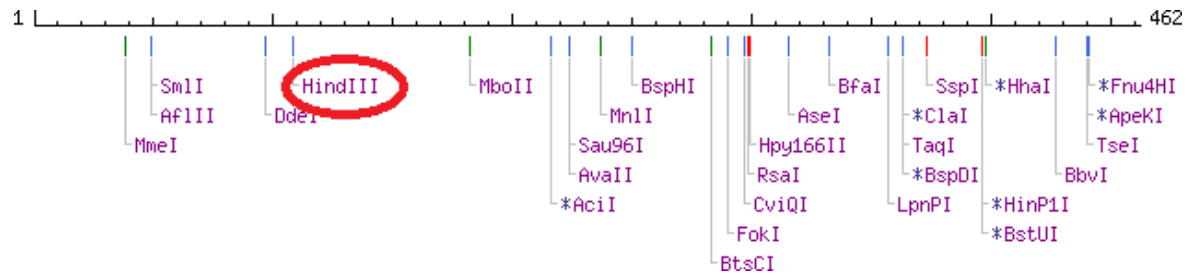 1 462
SmlI HindIII MboII BspHI BfaI SspI *HhaI *Fnu4HI
AflII DdeI MnlI AseI *ClaI *ApeKI
MmeI Sau96I Hpy166II TaqI TseI
AvaII RsaI *BspDI BbvI
*AciI CviQI LpnPI *HinP1I
FokI *BstUI
BtsCI